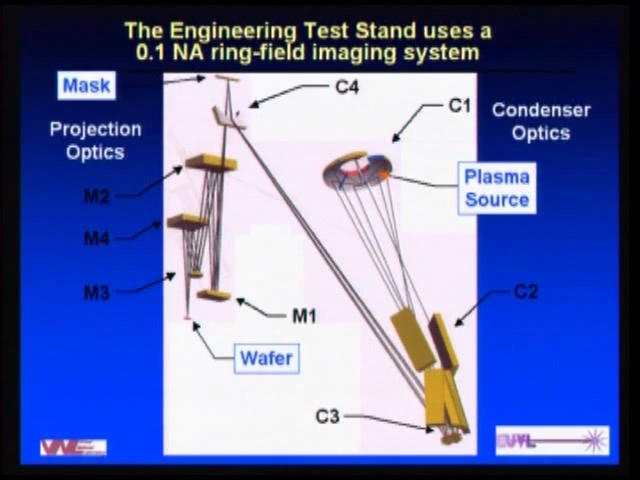 The Engineering Test Stand uses a
0.1 NA ring-field imaging system
Mask
C4
C1
Condenser
Optics
Projection
Optics
Plasma
Source
M2
M4
M3
C2
M1
Wafer
C3
VNL
EUVL